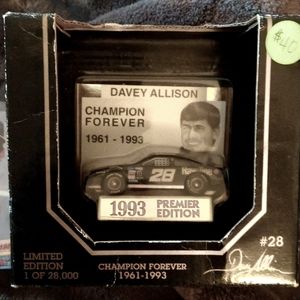 $40
DAVEY ALLISON
CHAMPION
FOREVER
1961 - 1993
28
1993 PREMIER
EDITION
#28
LIMITED
EDITION
1 OF 28,000
CHAMPION FOREVER
1961-1993